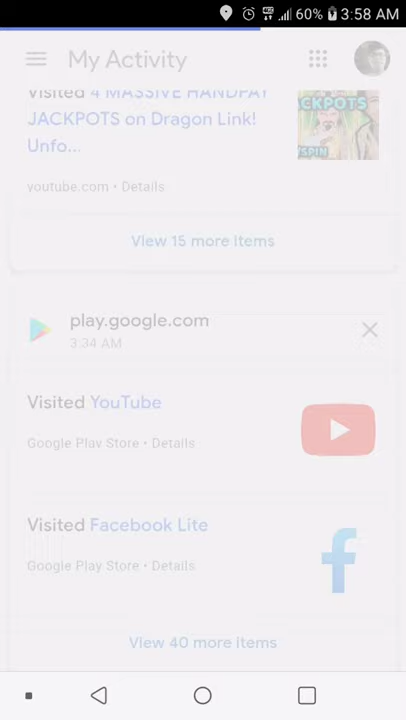 60% 3:58 AM
My Activity
Visited 4 MASSIVE HANDPAY
JACKPOTS on Dragon Link!
Unfo...
JACKPOTS
SPIN
youtube.com • Details
View 15 more items
play.google.com
3:34 AM
Visited YouTube
Google Play Store • Details
Visited Facebook Lite
Google Play Store • Details
View 40 more items